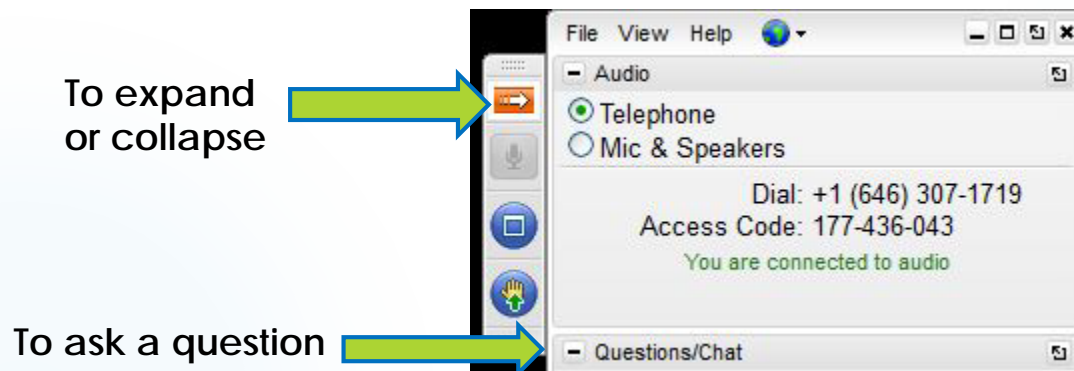 File View Help
Audio
To expand
or collapse
Telephone
Mic & Speakers
Dial: +1 (646) 307-1719
Access Code: 177-436-043
You are connected to audio
To ask a question
Questions/Chat